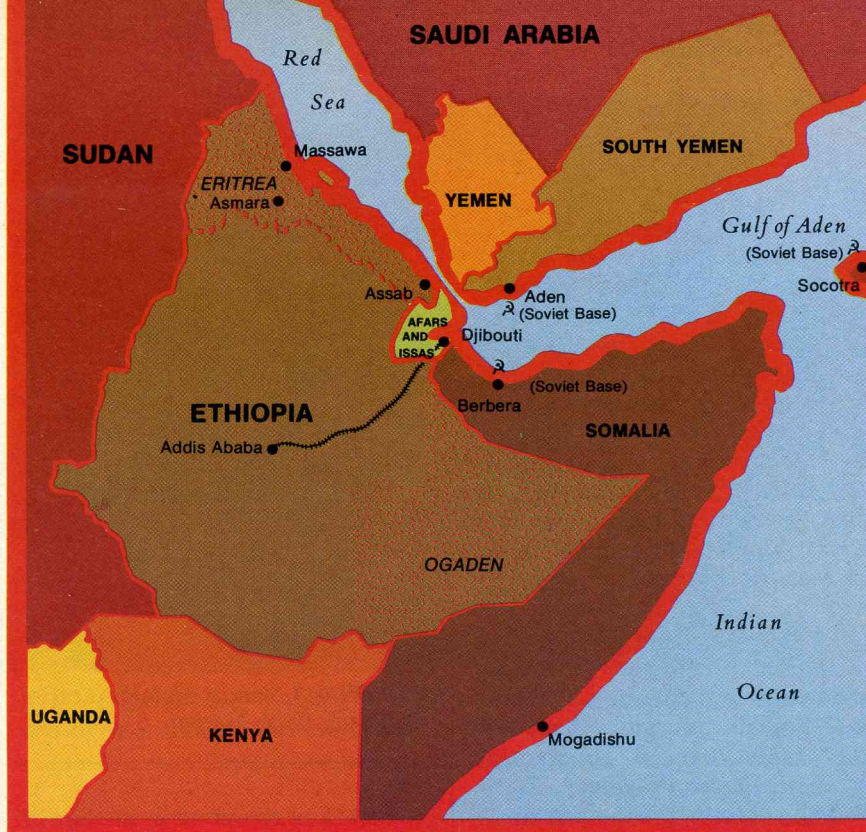 SAUDI ARABIA
Red
Sea
SUDAN
Massawa
SOUTH YEMEN
ERITREA
Asmara
YEMEN
Gulf of Aden
(Soviet Base)
Socotra
Assab
Aden
(Soviet Base)
AFARS
AND
ISSAS
Djibouti
(Soviet Base)
Berbera
ETHIOPIA
SOMALIA
Addis Ababa
OGADEN
Indian
Ocean
UGANDA
KENYA
Mogadishu